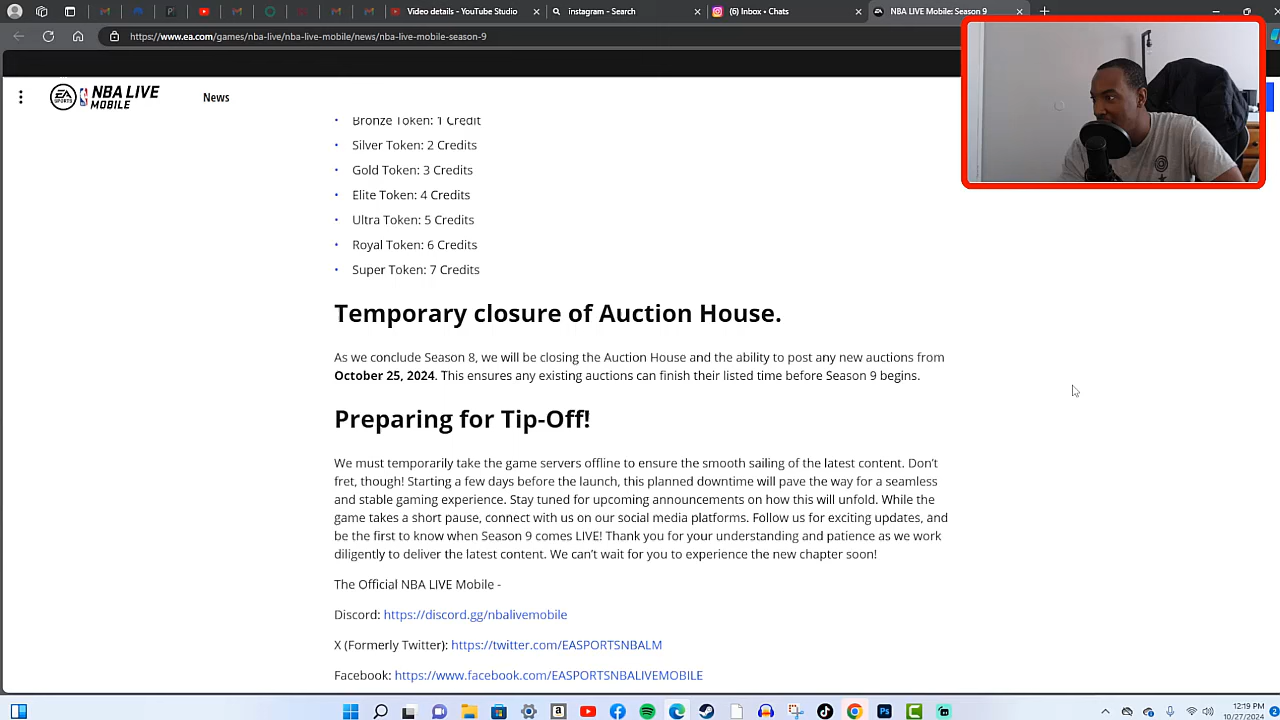 Video details - YouTube Studio
instagram - Search
(6) Inbox • Chats
NBA LIVE Mobile: Season 9
https://www.ea.com/games/nba-live/nba-live-mobile/news/nba-live-mobile-season-9
EA SPORTS NBA LIVE MOBILE
News
• Bronze Token: 1 Credit
• Silver Token: 2 Credits
• Gold Token: 3 Credits
• Elite Token: 4 Credits
• Ultra Token: 5 Credits
• Royal Token: 6 Credits
• Super Token: 7 Credits
Temporary closure of Auction House.
As we conclude Season 8, we will be closing the Auction House and the ability to post any new auctions from
October 25, 2024. This ensures any existing auctions can finish their listed time before Season 9 begins.
Preparing for Tip-Off!
We must temporarily take the game servers offline to ensure the smooth sailing of the latest content. Don't
fret, though! Starting a few days before the launch, this planned downtime will pave the way for a seamless
and stable gaming experience. Stay tuned for upcoming announcements on how this will unfold. While the
game takes a short pause, connect with us on our social media platforms. Follow us for exciting updates, and
be the first to know when Season 9 comes LIVE! Thank you for your understanding and patience as we work
diligently to deliver the latest content. We can't wait for you to experience the new chapter soon!
The Official NBA LIVE Mobile -
Discord: https://discord.gg/nbalivemobile
X (Formerly Twitter): https://twitter.com/EASPORTSNBALM
Facebook: https://www.facebook.com/EASPORTSNBALIVEMOBILE
12:19 PM
10/27/2024